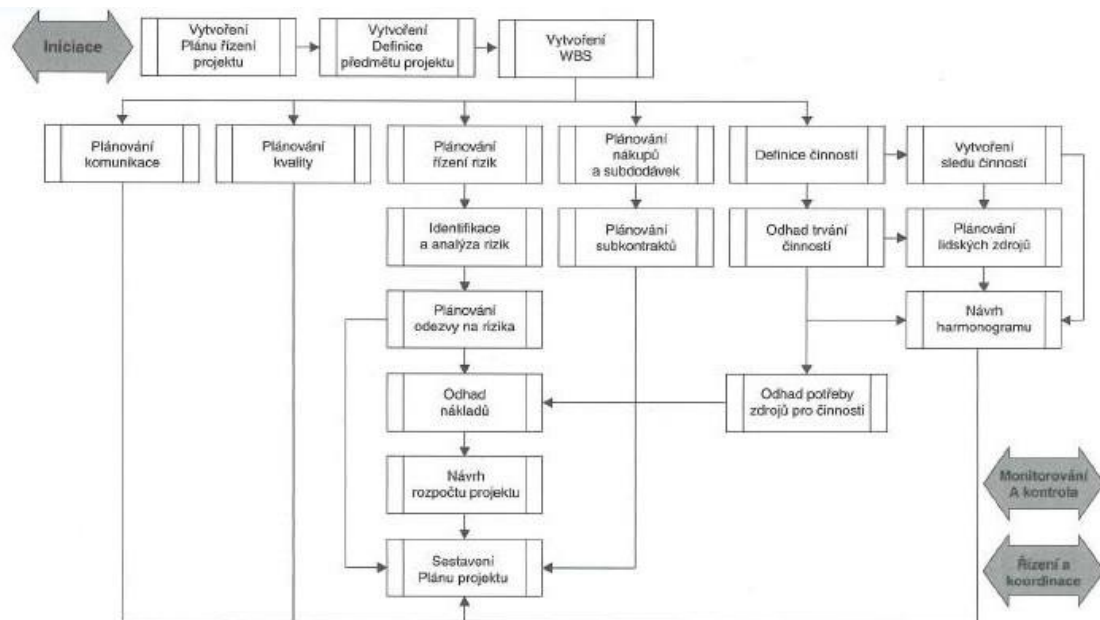 Iniciace
Vytvoření
Plánu řízení
projektu
Vytvoření
Definice
předmětu projektu
Vytvoření
WBS
Plánování
komunikace
Plánování
kvality
Plánování
řízení rizik
Plánování
nákupů
a subdodávek
Definice činností
Vytvoření
sledu činností
Identifikace
a analýza rizik
Plánování
subkontraktů
Odhad trvání
činností
Plánování
lidských zdrojů
Plánování
odezvy na rizika
Návrh
harmonogramu
Odhad
nákladů
Odhad potřeby
zdrojů pro činnosti
Návrh
rozpočtu projektu
Monitorování
A kontrola
Sestavení
Plánu projektu
Řízení a
koordinace